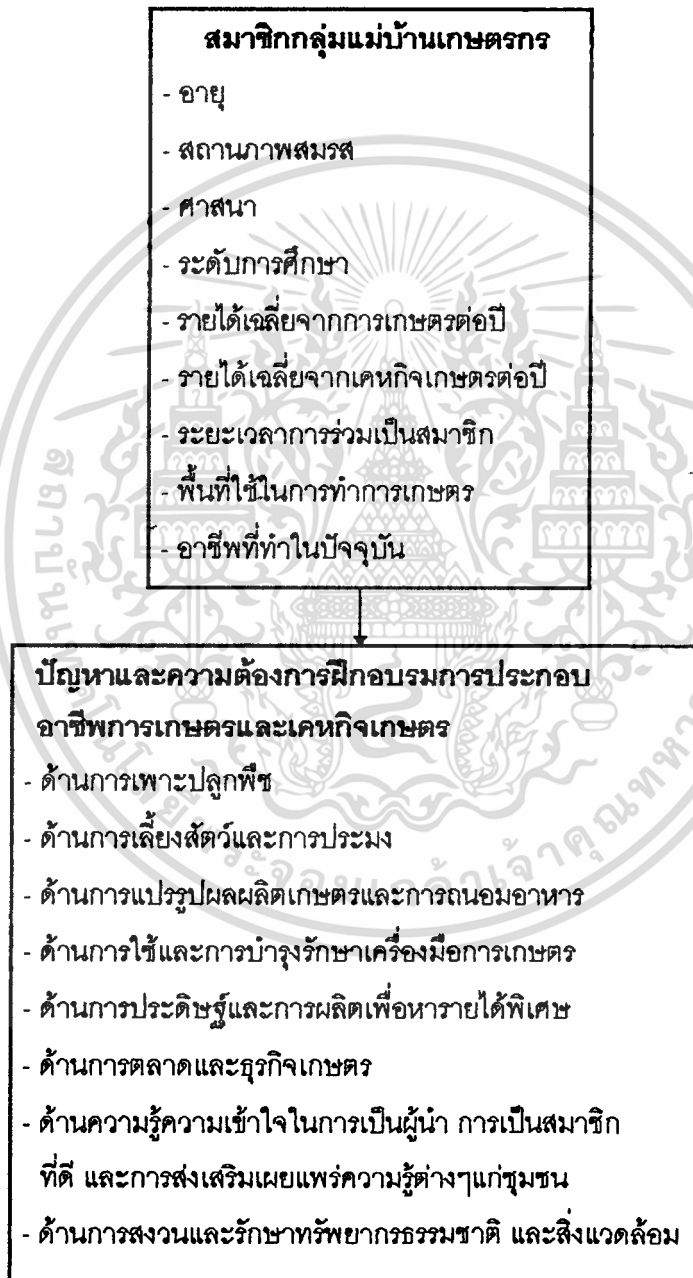 สมาชิกกลุ่มแม่บ้านเกษตรกร
- อายุ
- สถานภาพสมรส
- ศาสนา
- ระดับการศึกษา
- รายได้เฉลี่ยจากการเกษตรต่อปี
- รายได้เฉลี่ยจากเคหกิจเกษตรต่อปี
- ระยะเวลาการร่วมเป็นสมาชิก
- พื้นที่ใช้ในการทำการเกษตร
- อาชีพที่ทำในปัจจุบัน
ปัญหาและความต้องการฝึกอบรมการประกอบ
อาชีพการเกษตรและเคหกิจเกษตร
- ด้านการเพาะปลูกพืช
- ด้านการเลี้ยงสัตว์และการประมง
- ด้านการแปรรูปผลผลิตเกษตรและการถนอมอาหาร
- ด้านการใช้และการบำรุงรักษาเครื่องมือการเกษตร
- ด้านการประดิษฐ์และการผลิตเพื่อหารายได้พิเศษ
- ด้านการตลาดและธุรกิจเกษตร
- ด้านความรู้ความเข้าใจในการเป็นผู้นำ การเป็นสมาชิก
ที่ดี และการส่งเสริมเผยแพร่ความรู้ต่างๆแก่ชุมชน
- ด้านการสงวนและรักษาทรัพยากรธรรมชาติ และสิ่งแวดล้อม